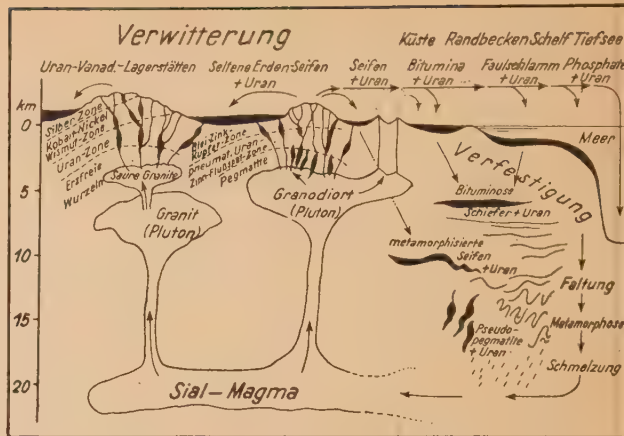 Verwitterung
Küste Randbecken Schelf Tiefsee
Uran-Vanad.-Lagerstätten
Seltene Erden-Seifen
+ Uran
Seifen
+ Uran
Bitumina
+ Uran
Faulschlamm
+ Uran
Phosphate
Uran
km
0
5
10
15
20
Silber-Zone
Kobalt-Nickel
Wismut-Zone
Uran-Zone
Erzfreie
Wurzeln
Saure Granite
Blei-Zink-
Kupfer-Zone
pneumat. Uran-
Zinn-Flußspat-Zone
Pegmatite
Granit
(Pluton)
Granodiorit
(Pluton)
Meer
Verfestigung
Bituminöse
Schiefer + Uran
metamorphisierte
Seifen
+ Uran
Faltung
Pseudo-
pegmatite
+ Uran
Metamorphose
Schmelzung
Sial-Magma